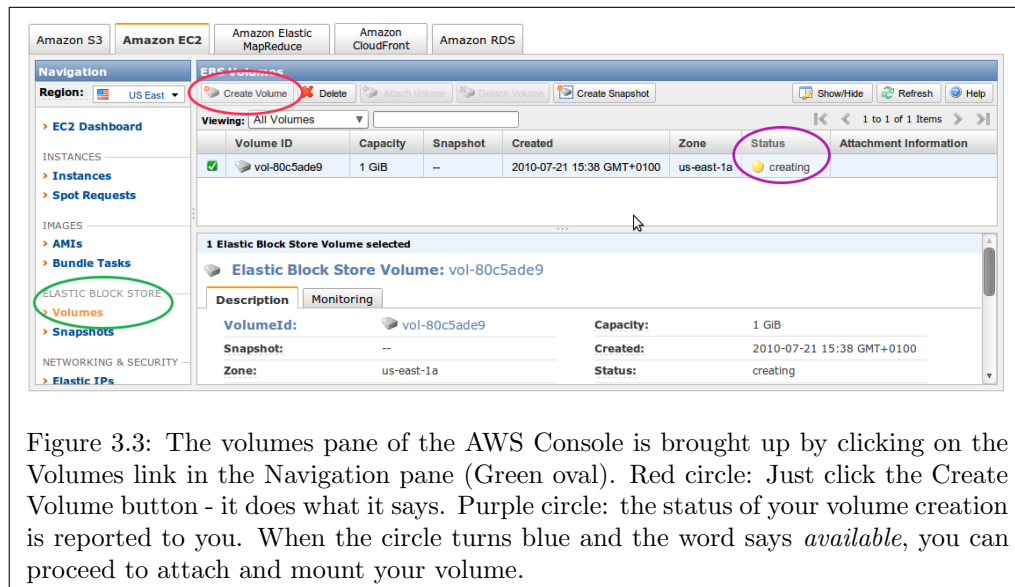 Amazon S3 Amazon EC2 Amazon Elastic MapReduce Amazon CloudFront Amazon RDS
Navigation EBS Volumes
Region: US East Create Volume Delete Attach Volume Detach Volume Create Snapshot Show/Hide Refresh Help
Viewing: All Volumes 1 to 1 of 1 Items
> EC2 Dashboard
Volume ID Capacity Snapshot Created Zone Status Attachment Information
INSTANCES
vol-80c5ade9 1 GiB -- 2010-07-21 15:38 GMT+0100 us-east-1a creating
> Instances
> Spot Requests
IMAGES
> AMIs
> Bundle Tasks
ELASTIC BLOCK STORE
> Volumes
> Snapshots
NETWORKING & SECURITY
> Elastic IPs
1 Elastic Block Store Volume selected
Elastic Block Store Volume: vol-80c5ade9
Description Monitoring
VolumeId: vol-80c5ade9 Capacity: 1 GiB
Snapshot: -- Created: 2010-07-21 15:38 GMT+0100
Zone: us-east-1a Status: creating
Figure 3.3: The volumes pane of the AWS Console is brought up by clicking on the
Volumes link in the Navigation pane (Green oval). Red circle: Just click the Create
Volume button - it does what it says. Purple circle: the status of your volume creation
is reported to you. When the circle turns blue and the word says available, you can
proceed to attach and mount your volume.